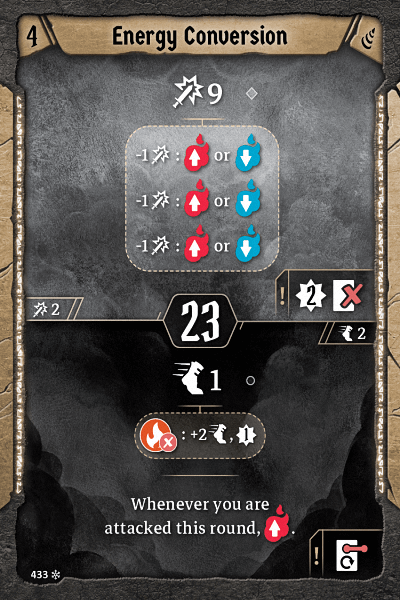 4
Energy Conversion
9
-1 : or
-1 : or
-1 : or
! 2
2
23
2
1
: +2 , 1
Whenever you are
attacked this round, .
!
433